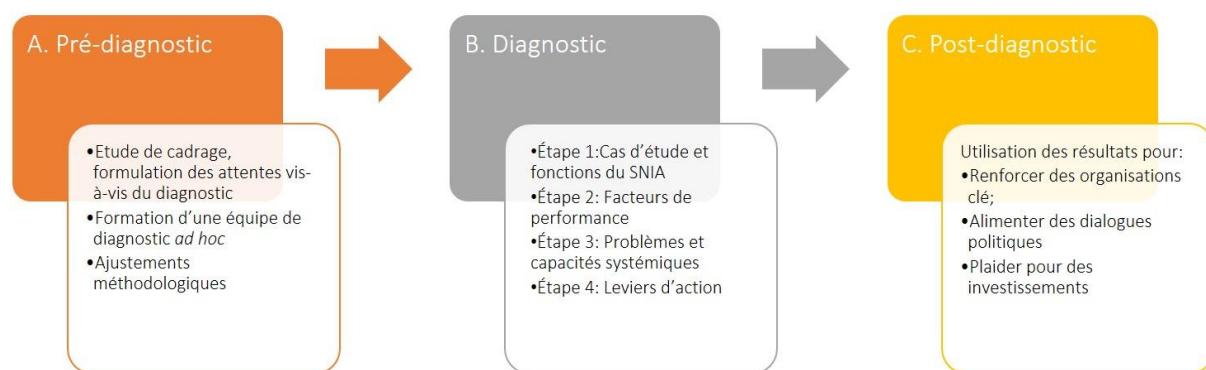 A. Pré-diagnostic
•Etude de cadrage,
formulation des attentes vis-
à-vis du diagnostic
•Formation d'une équipe de
diagnostic ad hoc
•Ajustements
méthodologiques
B. Diagnostic
•Étape 1:Cas d'étude et
fonctions du SNIA
•Étape 2: Facteurs de
performance
•Étape 3: Problèmes et
capacités systémiques
•Étape 4: Leviers d'action
C. Post-diagnostic
Utilisation des résultats pour:
•Renforcer des organisations
clé;
•Alimenter des dialogues
politiques
•Plaider pour des
investissements